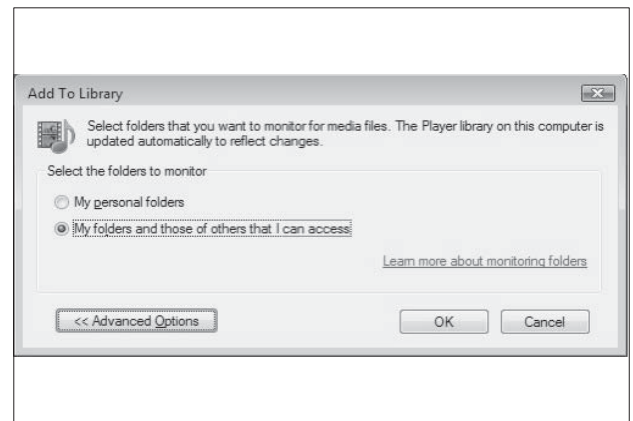 Add To Library
Select folders that you want to monitor for media files. The Player library on this computer is
updated automatically to reflect changes.
Select the folders to monitor
My personal folders
My folders and those of others that I can access
Learn more about monitoring folders
<< Advanced Options
OK
Cancel